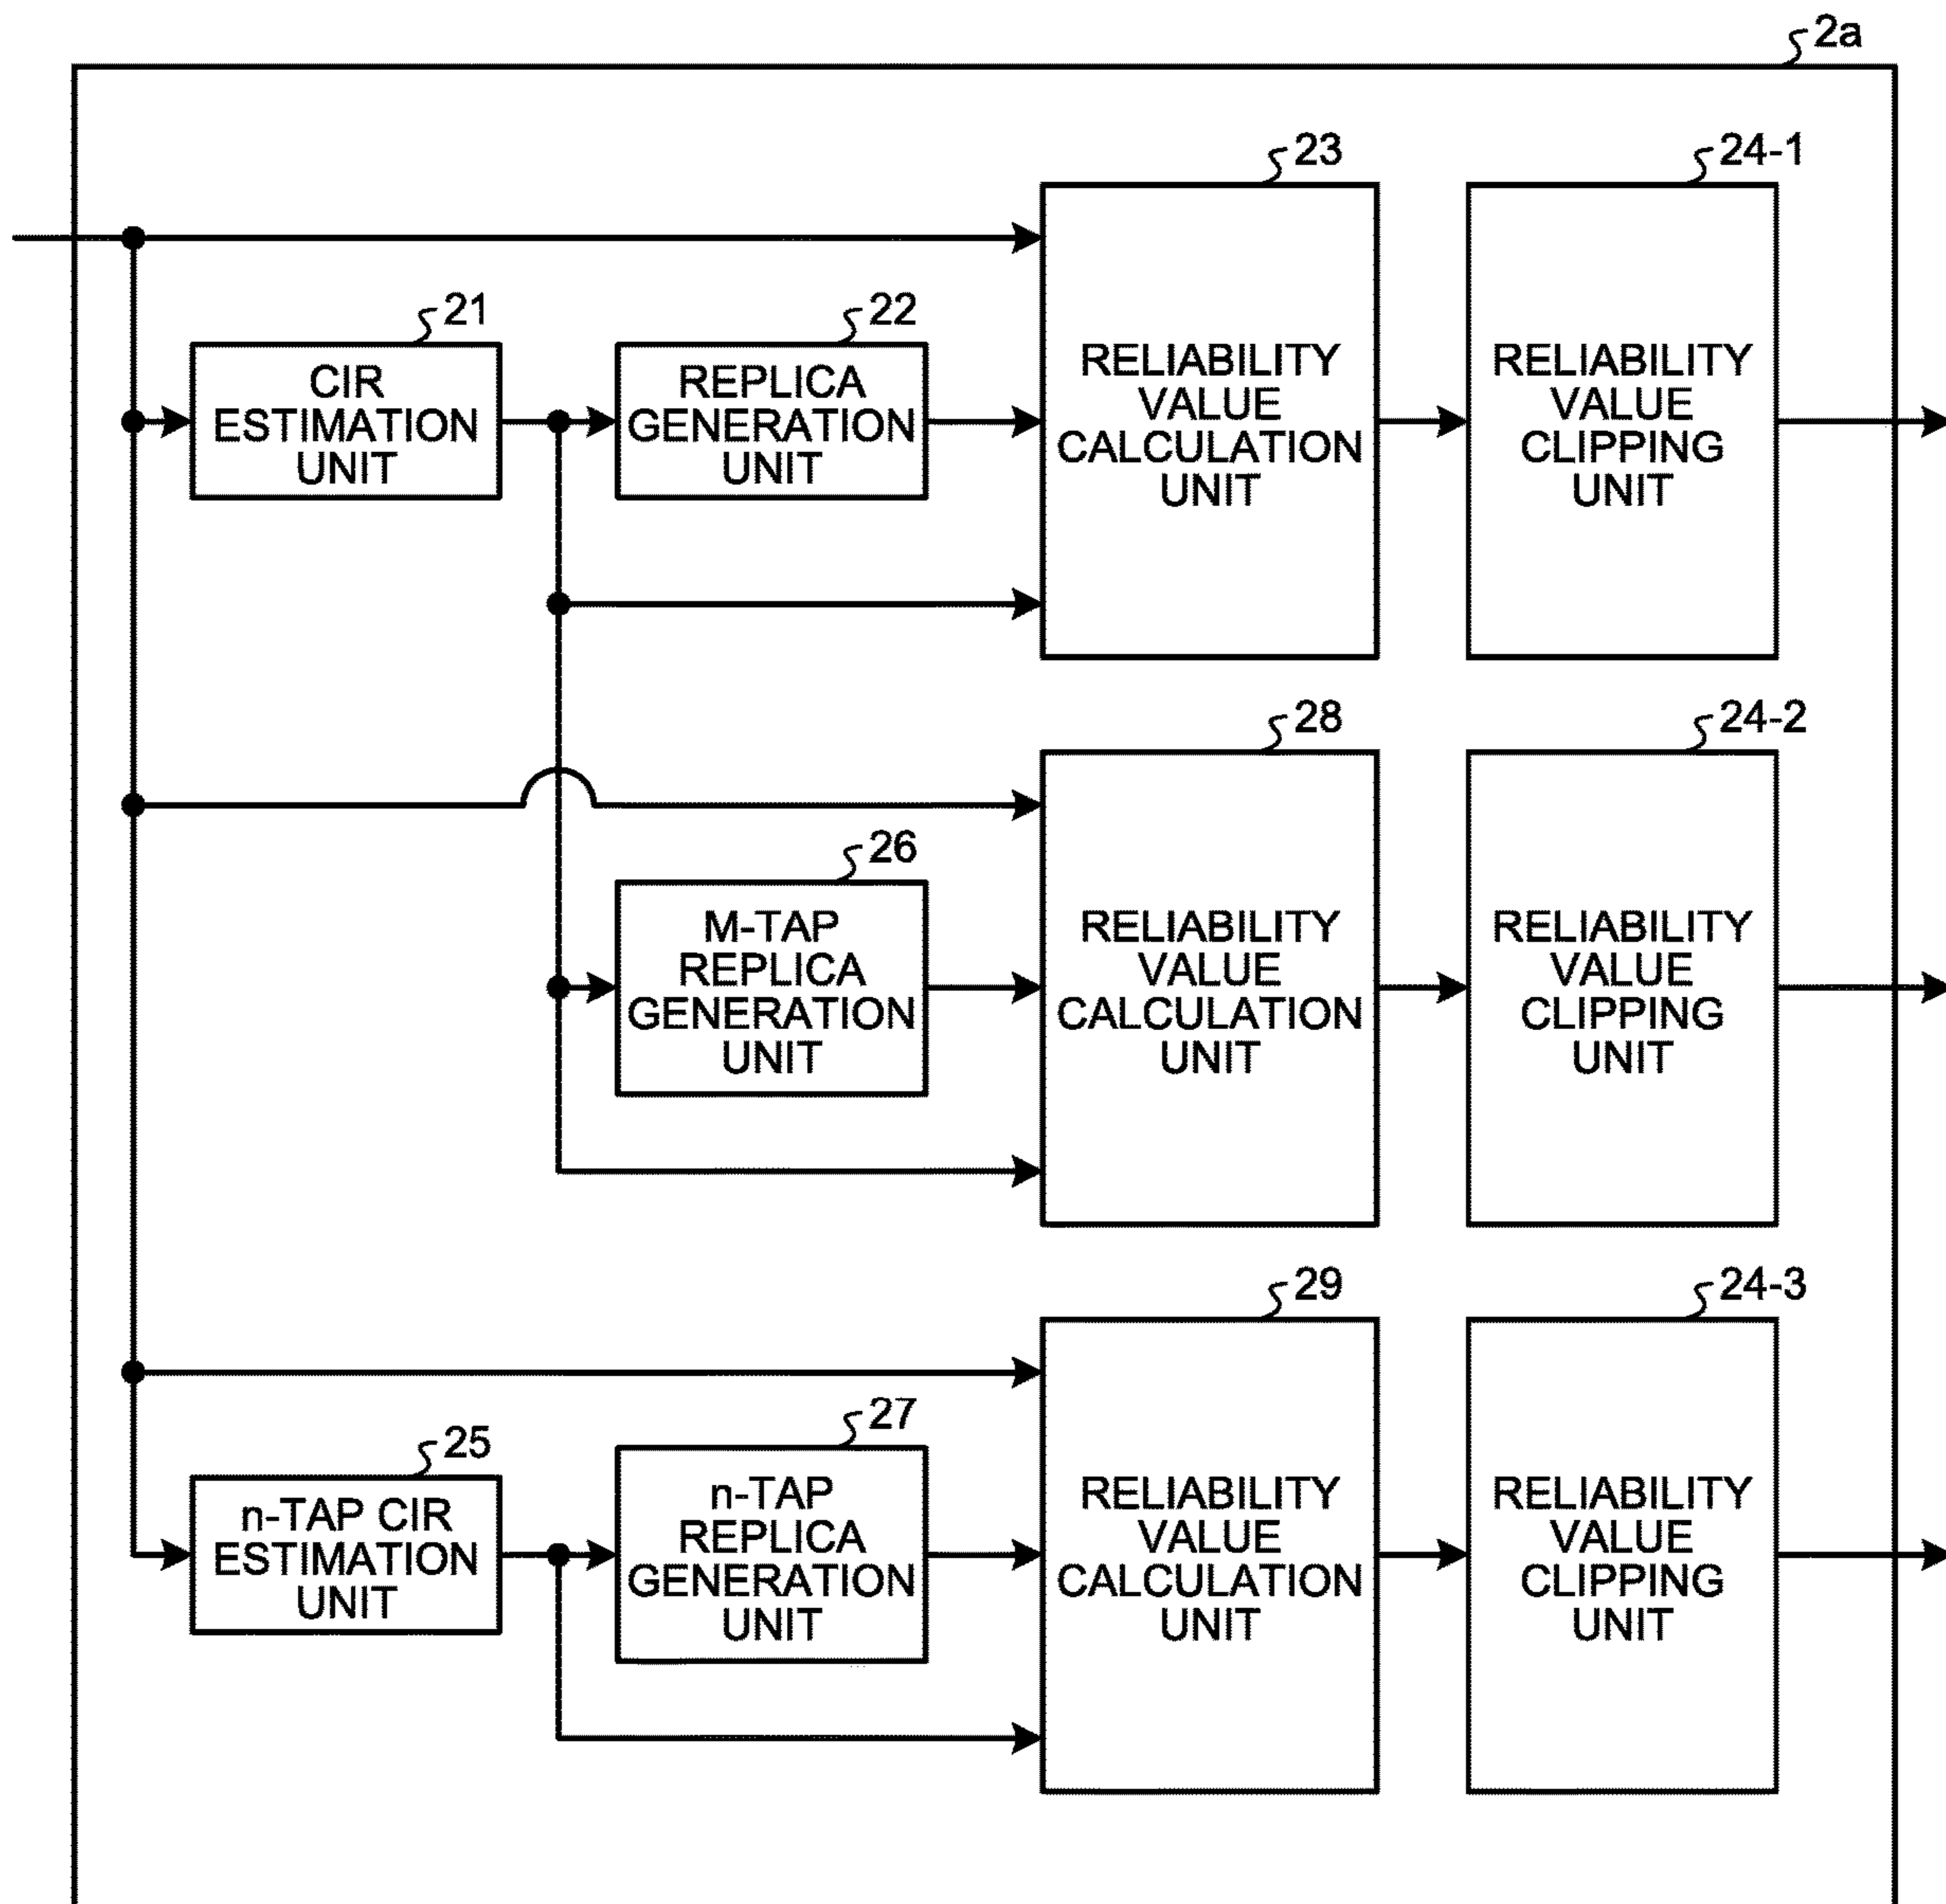 2a
23
24-1
21
22
CIR
ESTIMATION
UNIT
REPLICA
GENERATION
UNIT
RELIABILITY
VALUE
CALCULATION
UNIT
RELIABILITY
VALUE
CLIPPING
UNIT
28
24-2
26
M-TAP
REPLICA
GENERATION
UNIT
RELIABILITY
VALUE
CALCULATION
UNIT
RELIABILITY
VALUE
CLIPPING
UNIT
29
24-3
25
27
n-TAP CIR
ESTIMATION
UNIT
n-TAP
REPLICA
GENERATION
UNIT
RELIABILITY
VALUE
CALCULATION
UNIT
RELIABILITY
VALUE
CLIPPING
UNIT